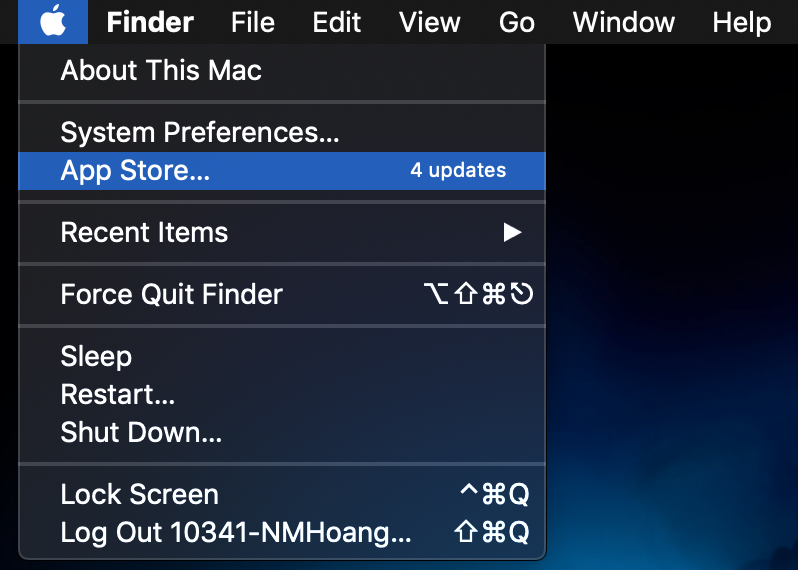 Finder File Edit View Go Window Help
About This Mac
System Preferences...
App Store... 4 updates
Recent Items ▶
Force Quit Finder ⌥⇧⌘⎋
Sleep
Restart...
Shut Down...
Lock Screen ^⌘Q
Log Out 10341-NMHoang... ⇧⌘Q